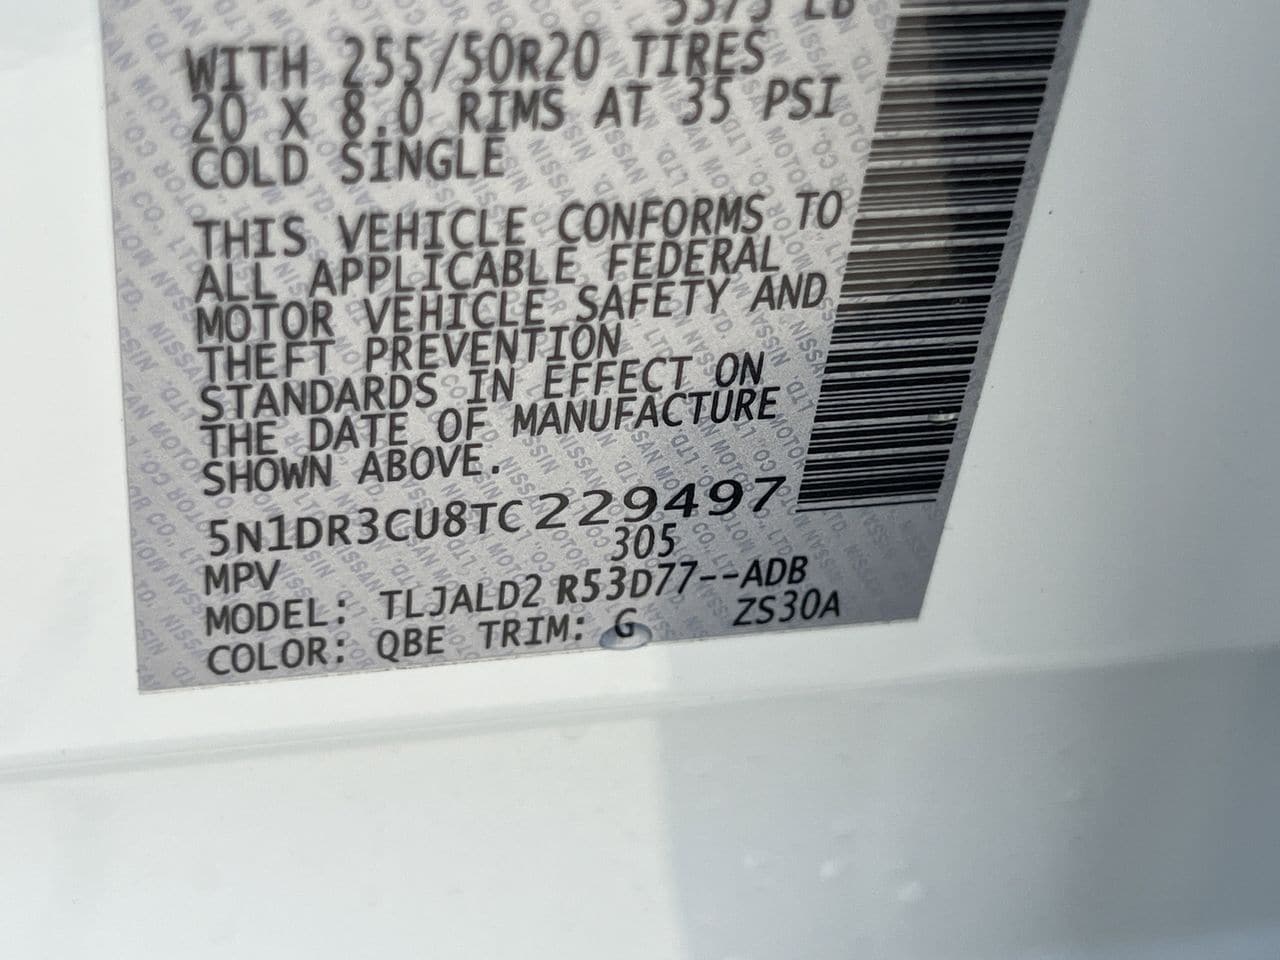 WITH 255/50R20 TIRES
20 X 8.0 RIMS AT 35 PSI
COLD SINGLE
THIS VEHICLE CONFORMS TO
ALL APPLICABLE FEDERAL
MOTOR VEHICLE SAFETY AND
THEFT PREVENTION
STANDARDS IN EFFECT ON
THE DATE OF MANUFACTURE
SHOWN ABOVE.
5N1DR3CU8TC229497
305
MPV
MODEL: TLJALD2 R53D77--ADB
COLOR: QBE TRIM: G ZS30A